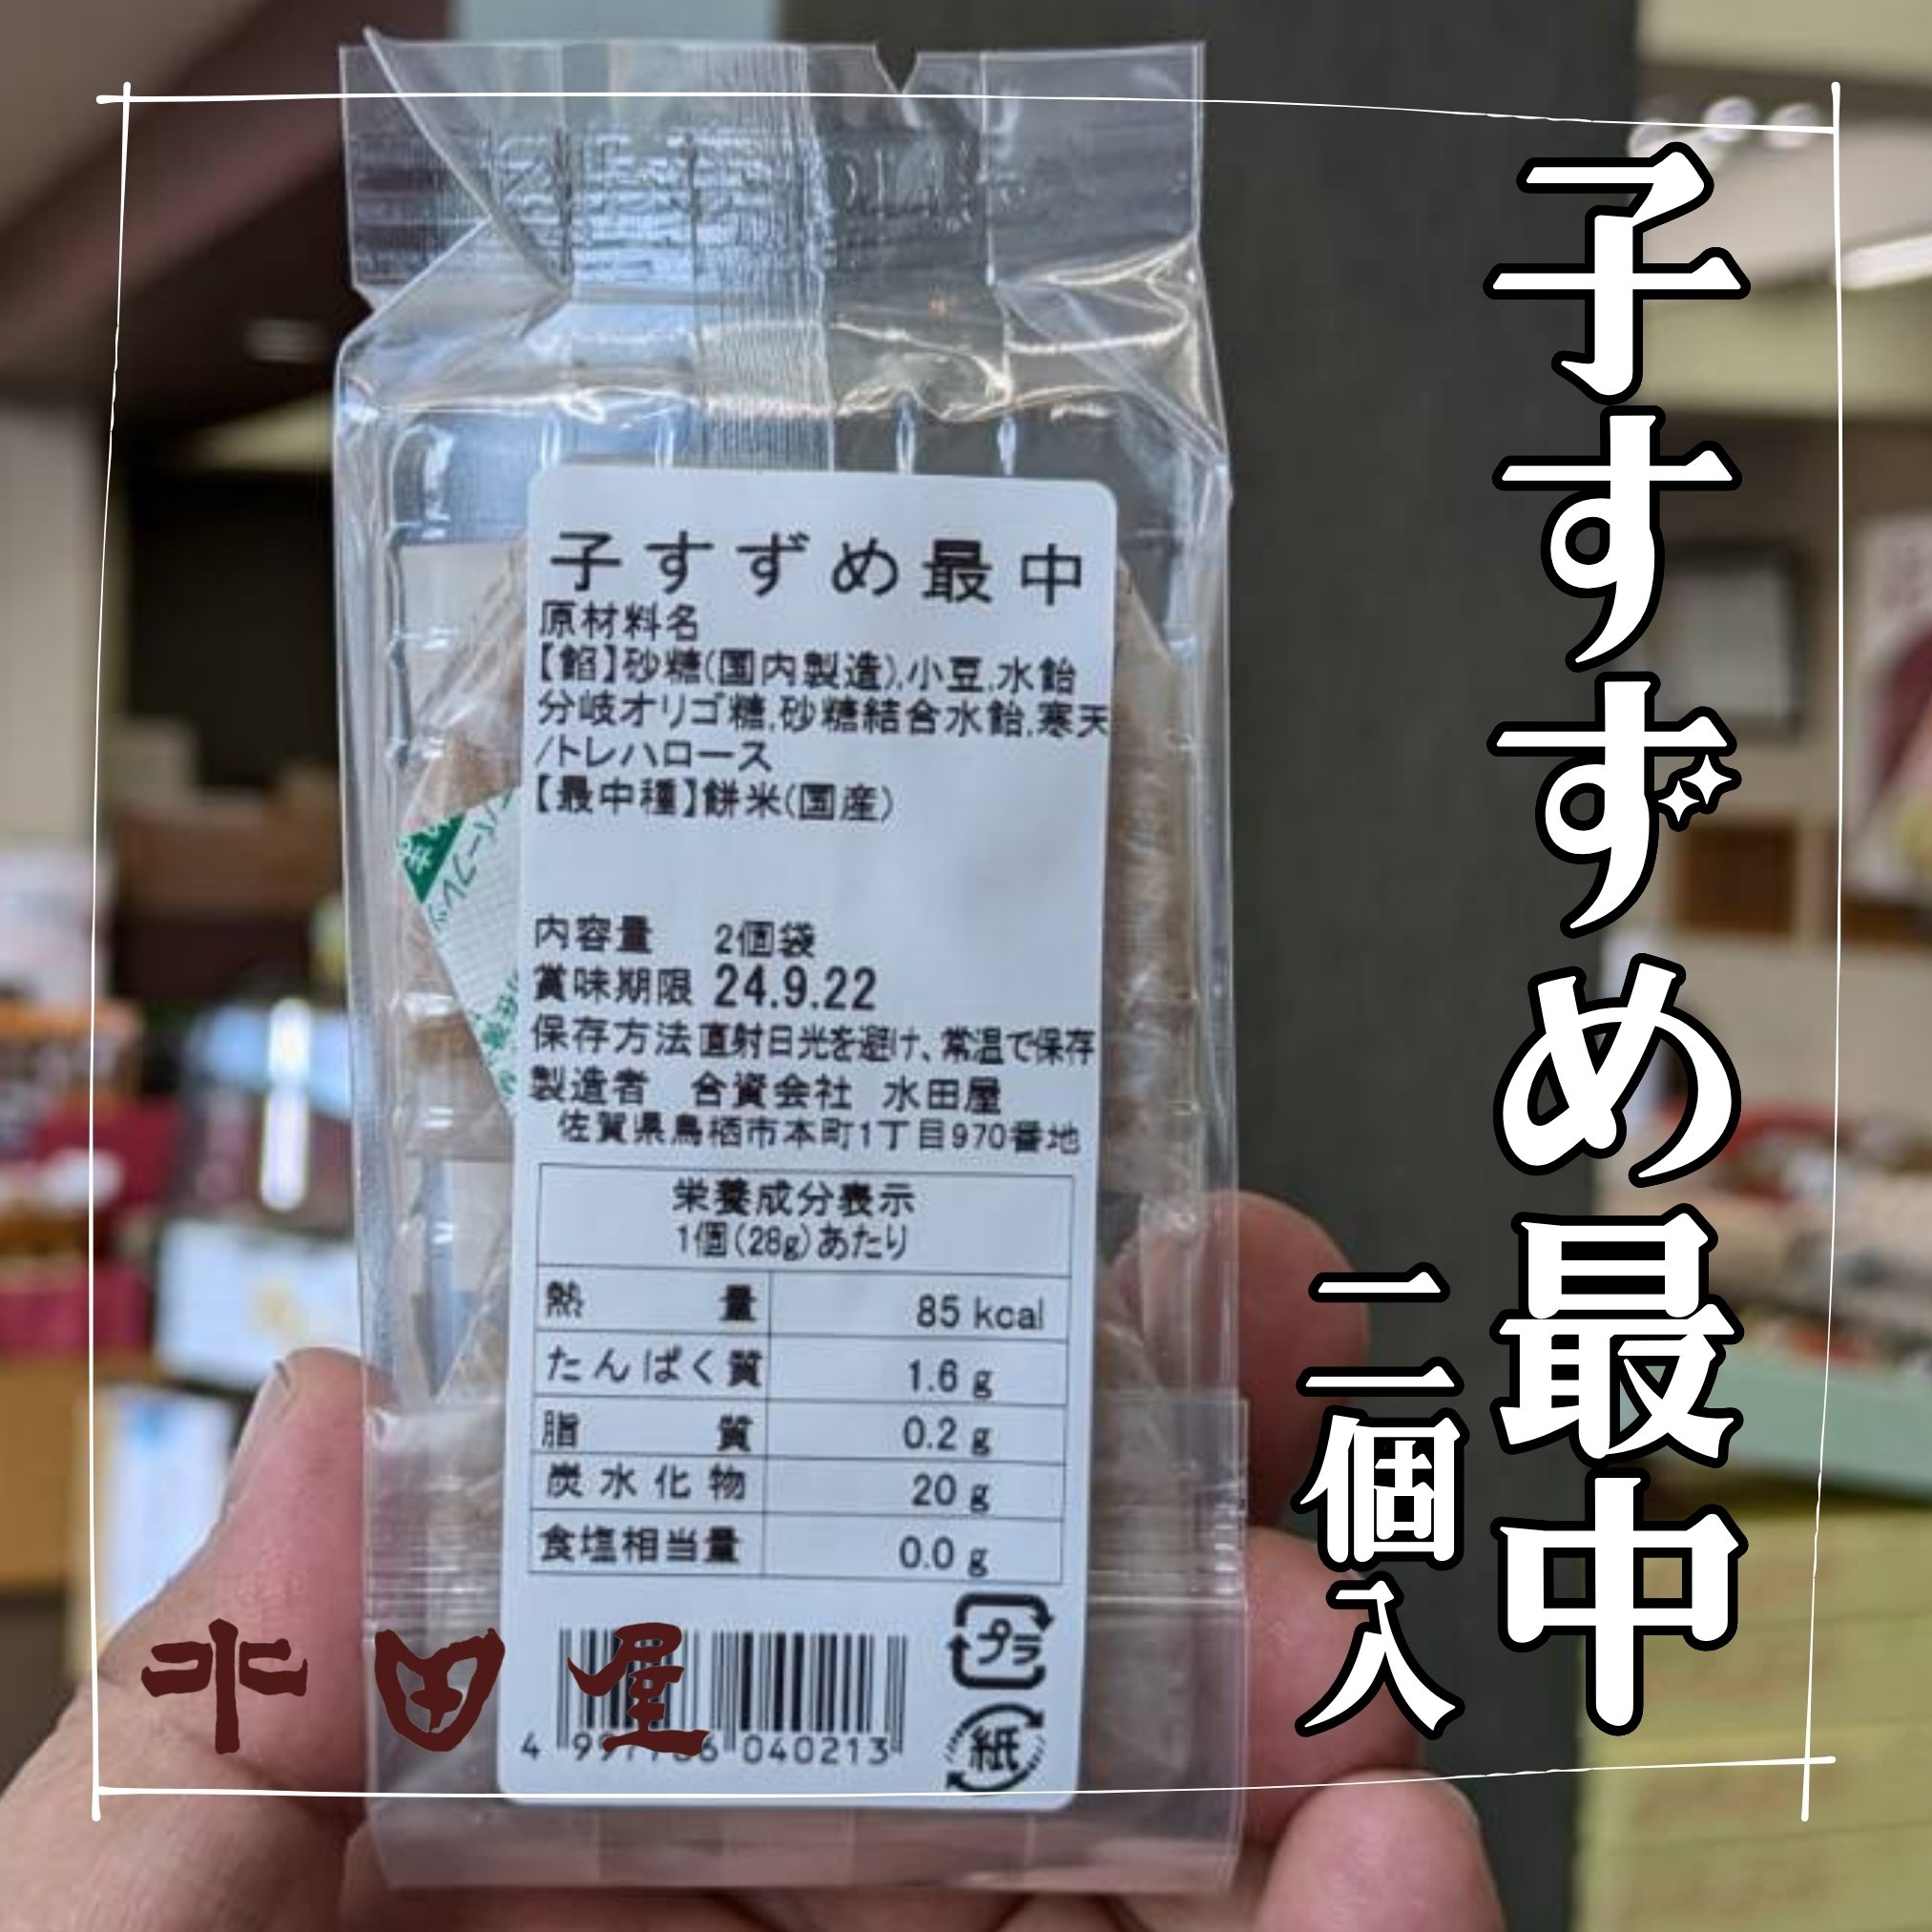 子すずめ最中
二個入
子すずめ最中
原材料名
【餡】砂糖(国内製造),小豆,水飴
分岐オリゴ糖,砂糖結合水飴,寒天
/トレハロース
【最中種】餅米(国産)
内容量 2個袋
賞味期限 24.9.22
保存方法 直射日光を避け、常温で保存
製造者 合資会社 水田屋
佐賀県鳥栖市本町1丁目970番地
栄養成分表示
1個(28g)あたり
熱量 85 kcal
たんぱく質 1.6 g
脂質 0.2 g
炭水化物 20 g
食塩相当量 0.0 g
プラ
紙
040213
水田屋